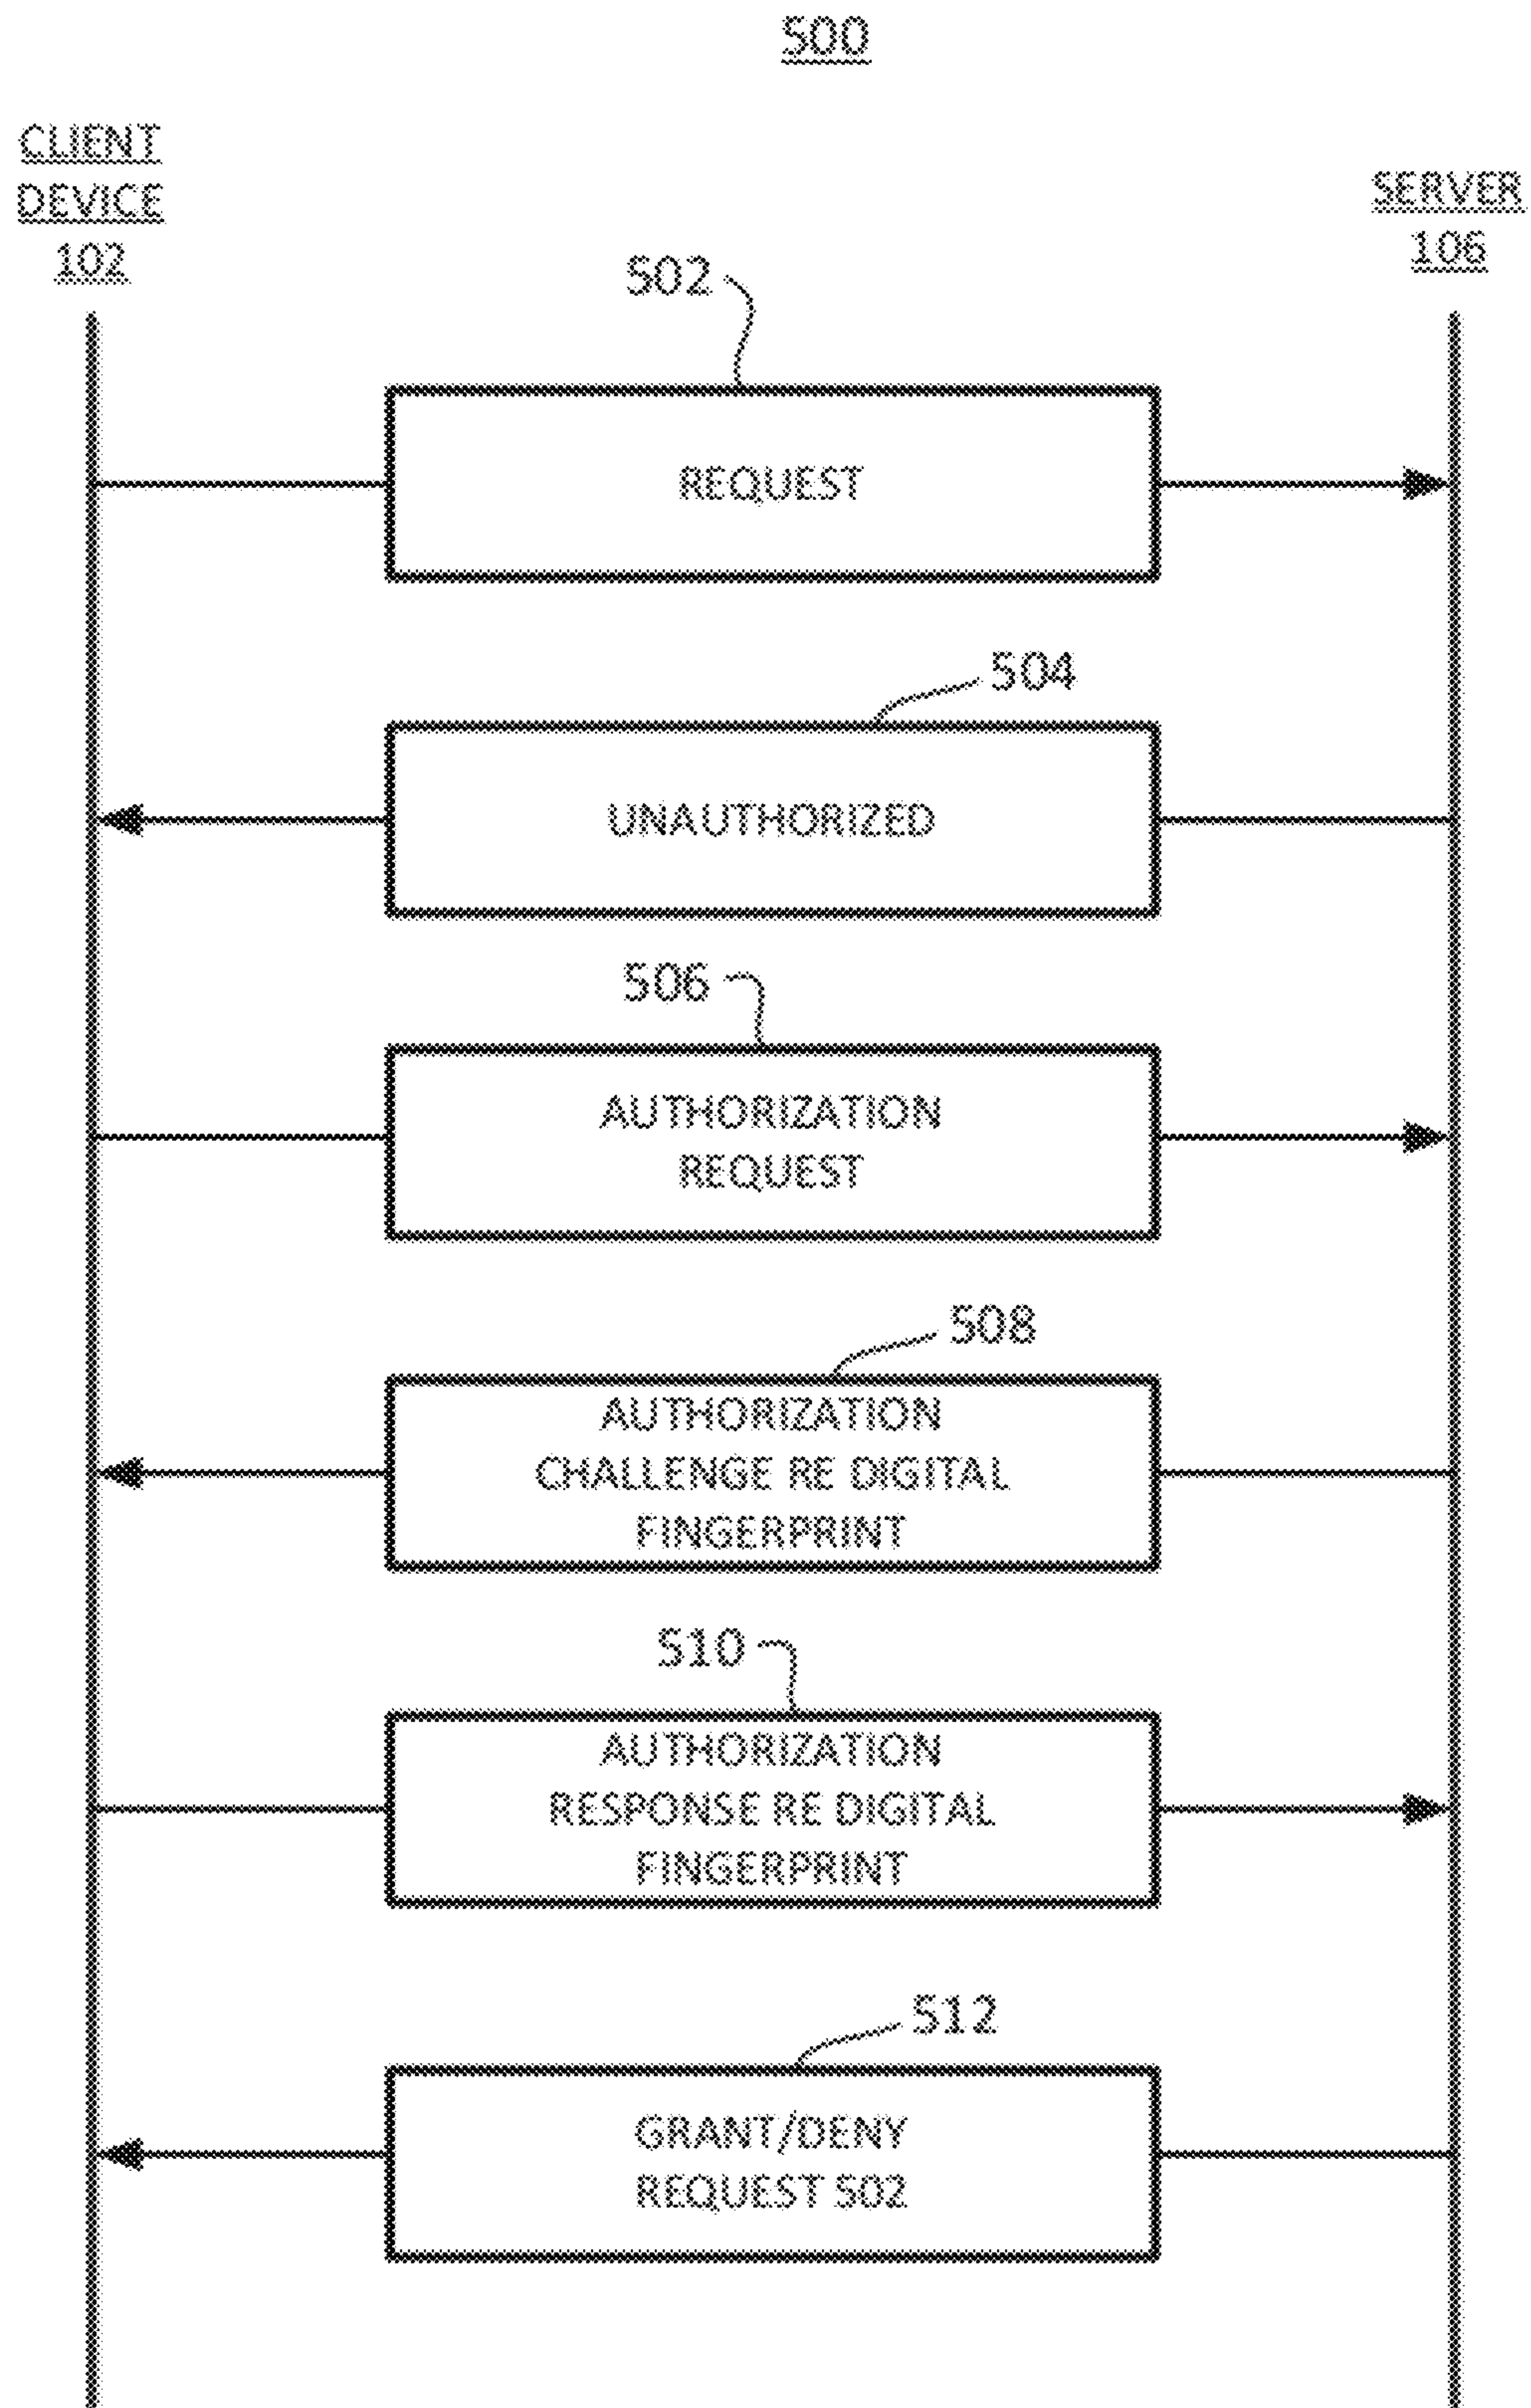 500
CLIENT
DEVICE
102
SERVER
106
502
REQUEST
504
UNAUTHORIZED
506
AUTHORIZATION
REQUEST
508
AUTHORIZATION
CHALLENGE RE DIGITAL
FINGERPRINT
510
AUTHORIZATION
RESPONSE RE DIGITAL
FINGERPRINT
512
GRANT/DENY
REQUEST 502